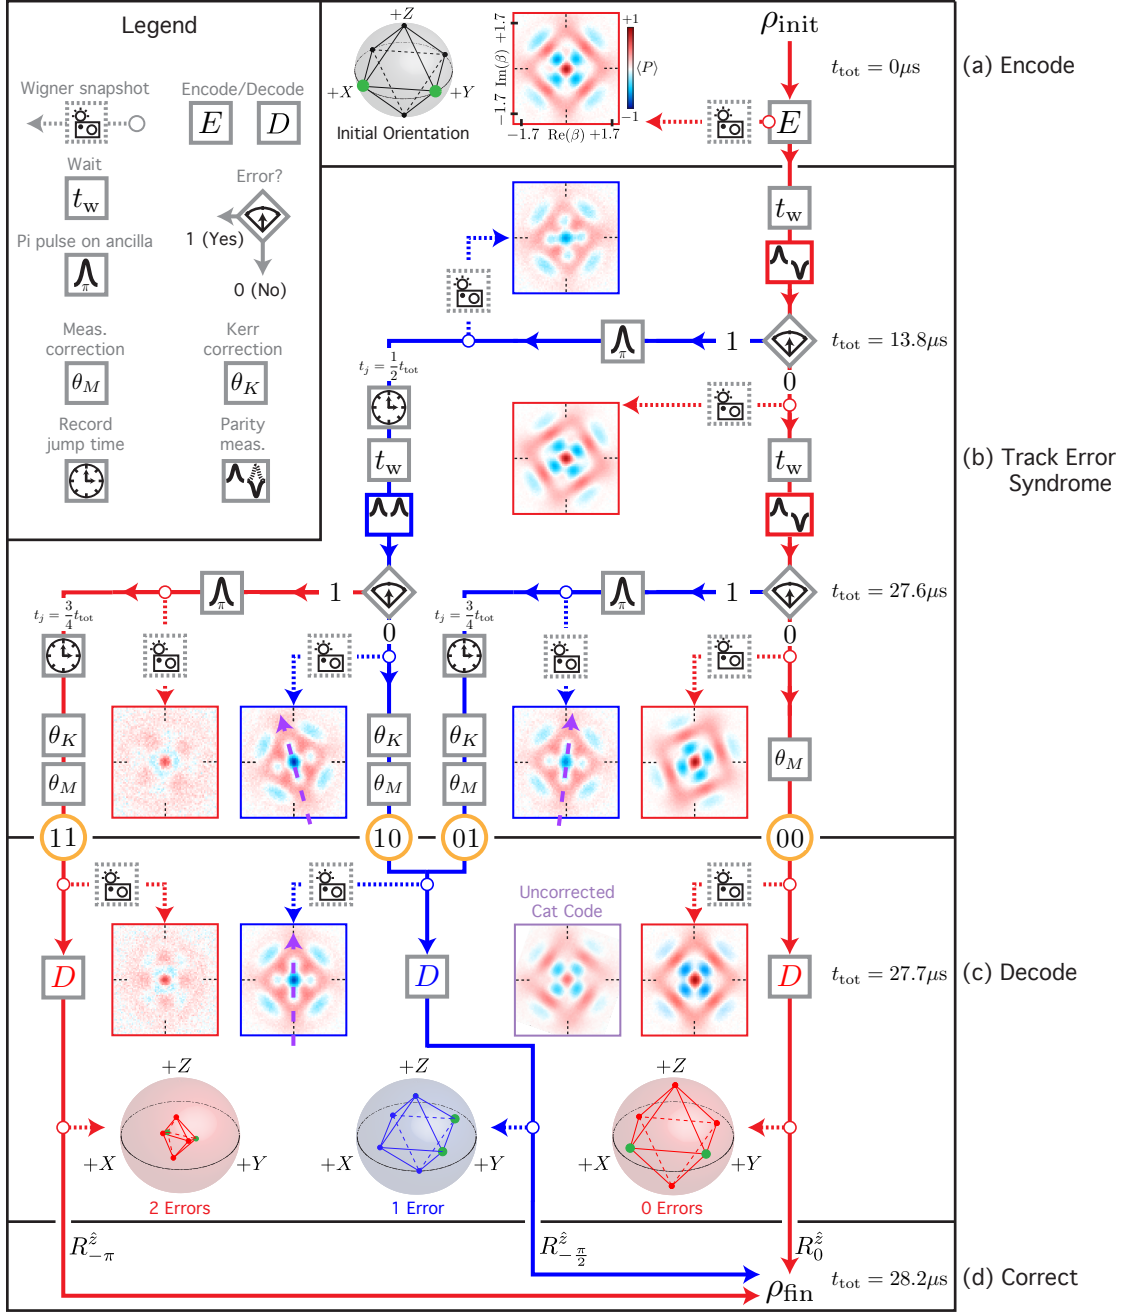 Legend
Wigner snapshot
Encode/Decode
E
D
Wait
t_w
Error?
1 (Yes)
0 (No)
Pi pulse on ancilla
π
Meas.
correction
θ_M
Kerr
correction
θ_K
Record
jump time
Parity
meas.
+Z
+X
+Y
Initial Orientation
−1.7 Im(β) +1.7
−1.7 Re(β) +1.7
+1
⟨P⟩
−1
ρ_init
t_tot = 0μs
E
(a) Encode
t_w
π
1
0
t_tot = 13.8μs
t_j = 1/2 t_tot
t_w
t_w
(b) Track Error
Syndrome
π
1
0
π
1
0
t_tot = 27.6μs
t_j = 3/4 t_tot
t_j = 3/4 t_tot
θ_K
θ_K
θ_K
θ_M
θ_M
θ_M
θ_M
11
10
01
00
Uncorrected
Cat Code
D
D
D
t_tot = 27.7μs
(c) Decode
+Z
+X
+Y
2 Errors
+Z
+X
+Y
1 Error
+Z
+X
+Y
0 Errors
R^ẑ_−π
R^ẑ_−π/2
R^ẑ_0
ρ_fin
t_tot = 28.2μs
(d) Correct